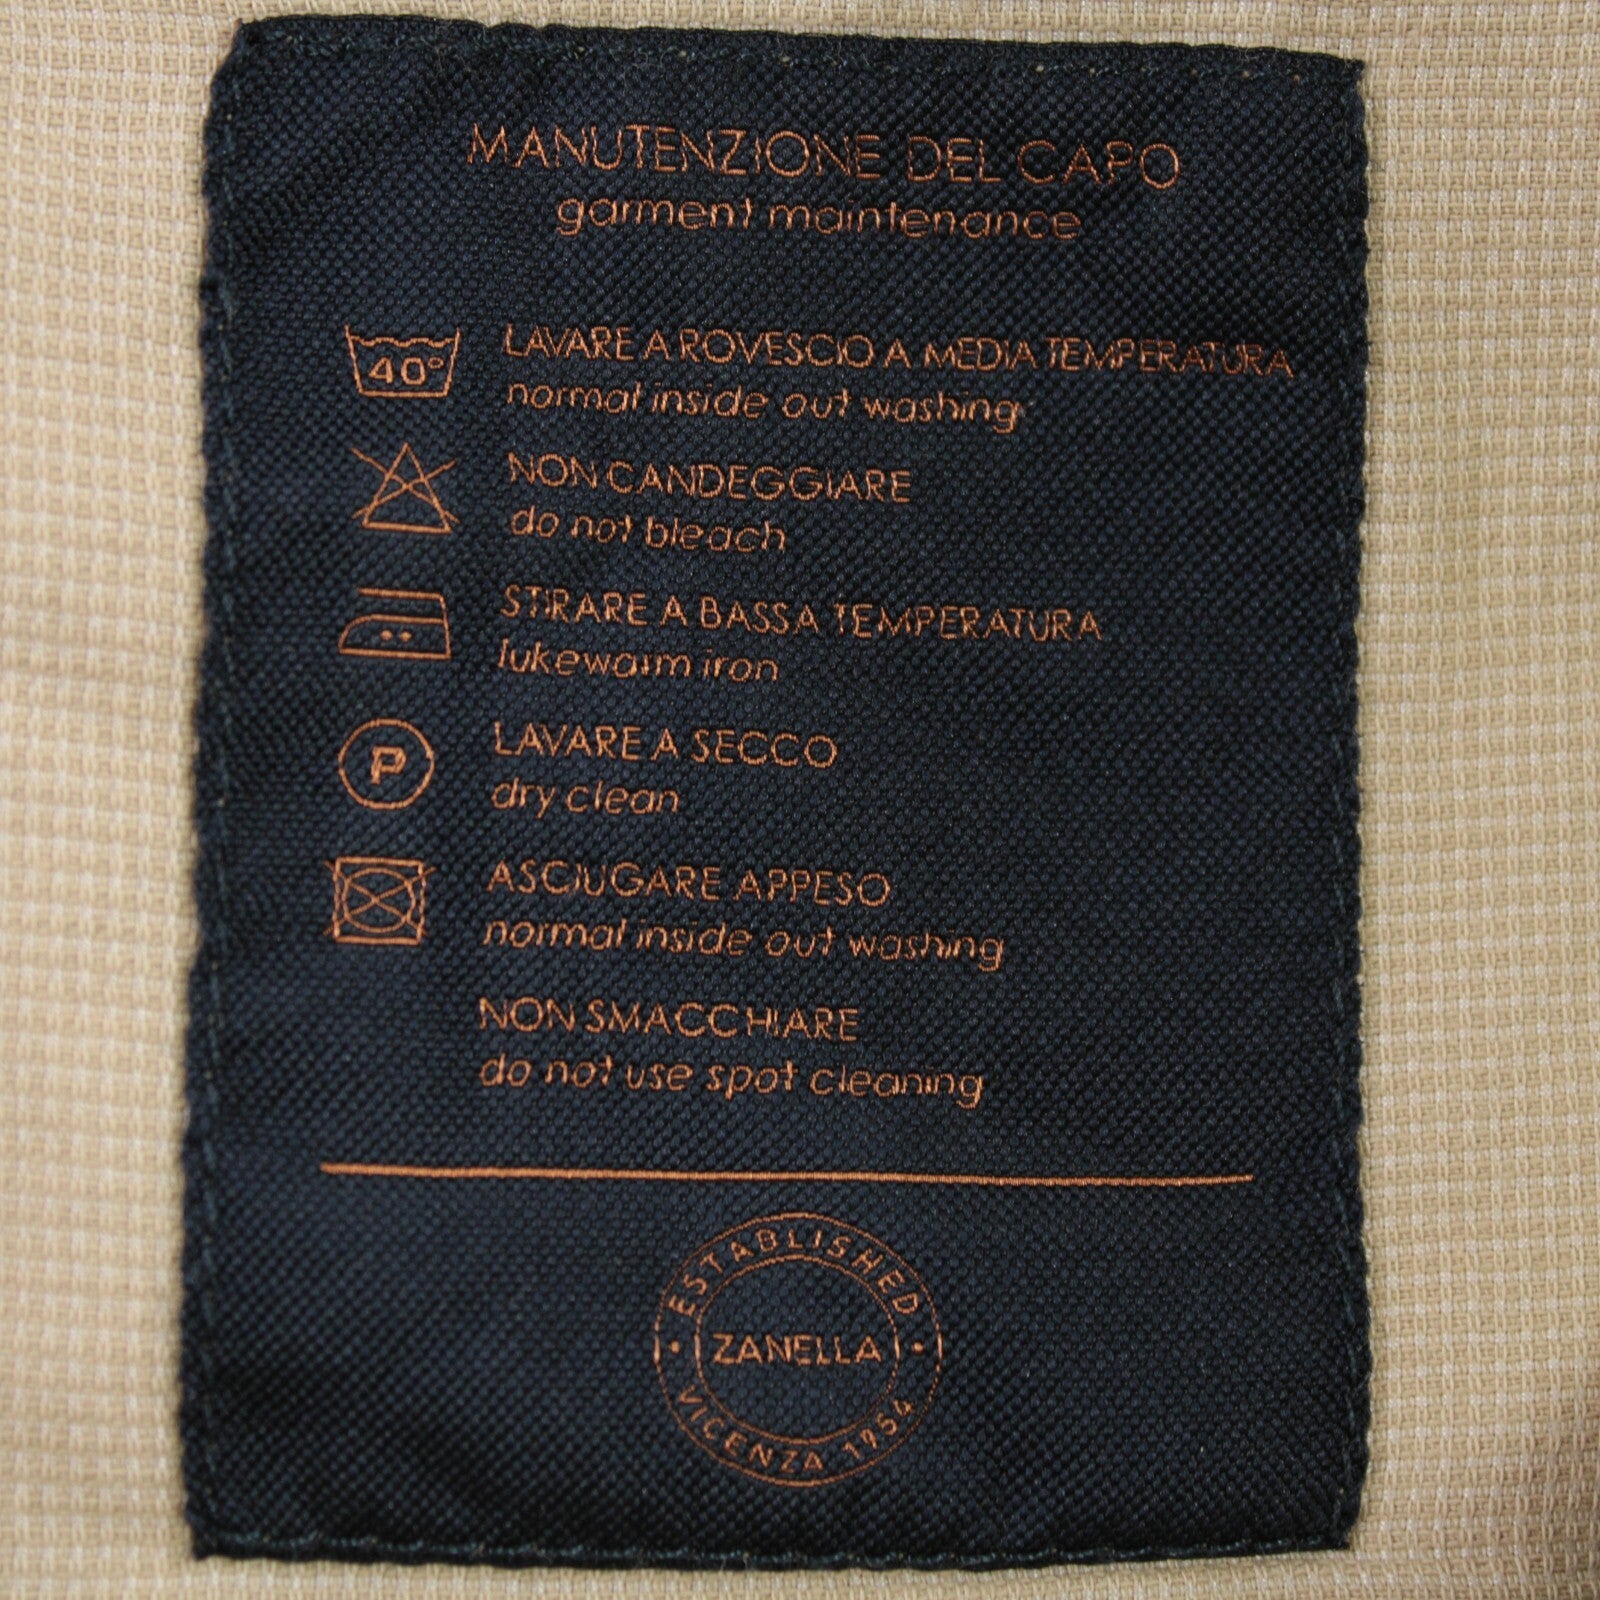 MANUTENZIONE DEL CAPO
garment maintenance
40°
LAVARE A ROVESCIO A MEDIA TEMPERATURA
normal inside out washing
NON CANDEGGIARE
do not bleach
STIRARE A BASSA TEMPERATURA
lukewarm iron
P
LAVARE A SECCO
dry clean
ASCIUGARE APPESO
normal inside out washing
NON SMACCHIARE
do not use spot cleaning
ESTABLISHED
ZANELLA
VICENZA 1954